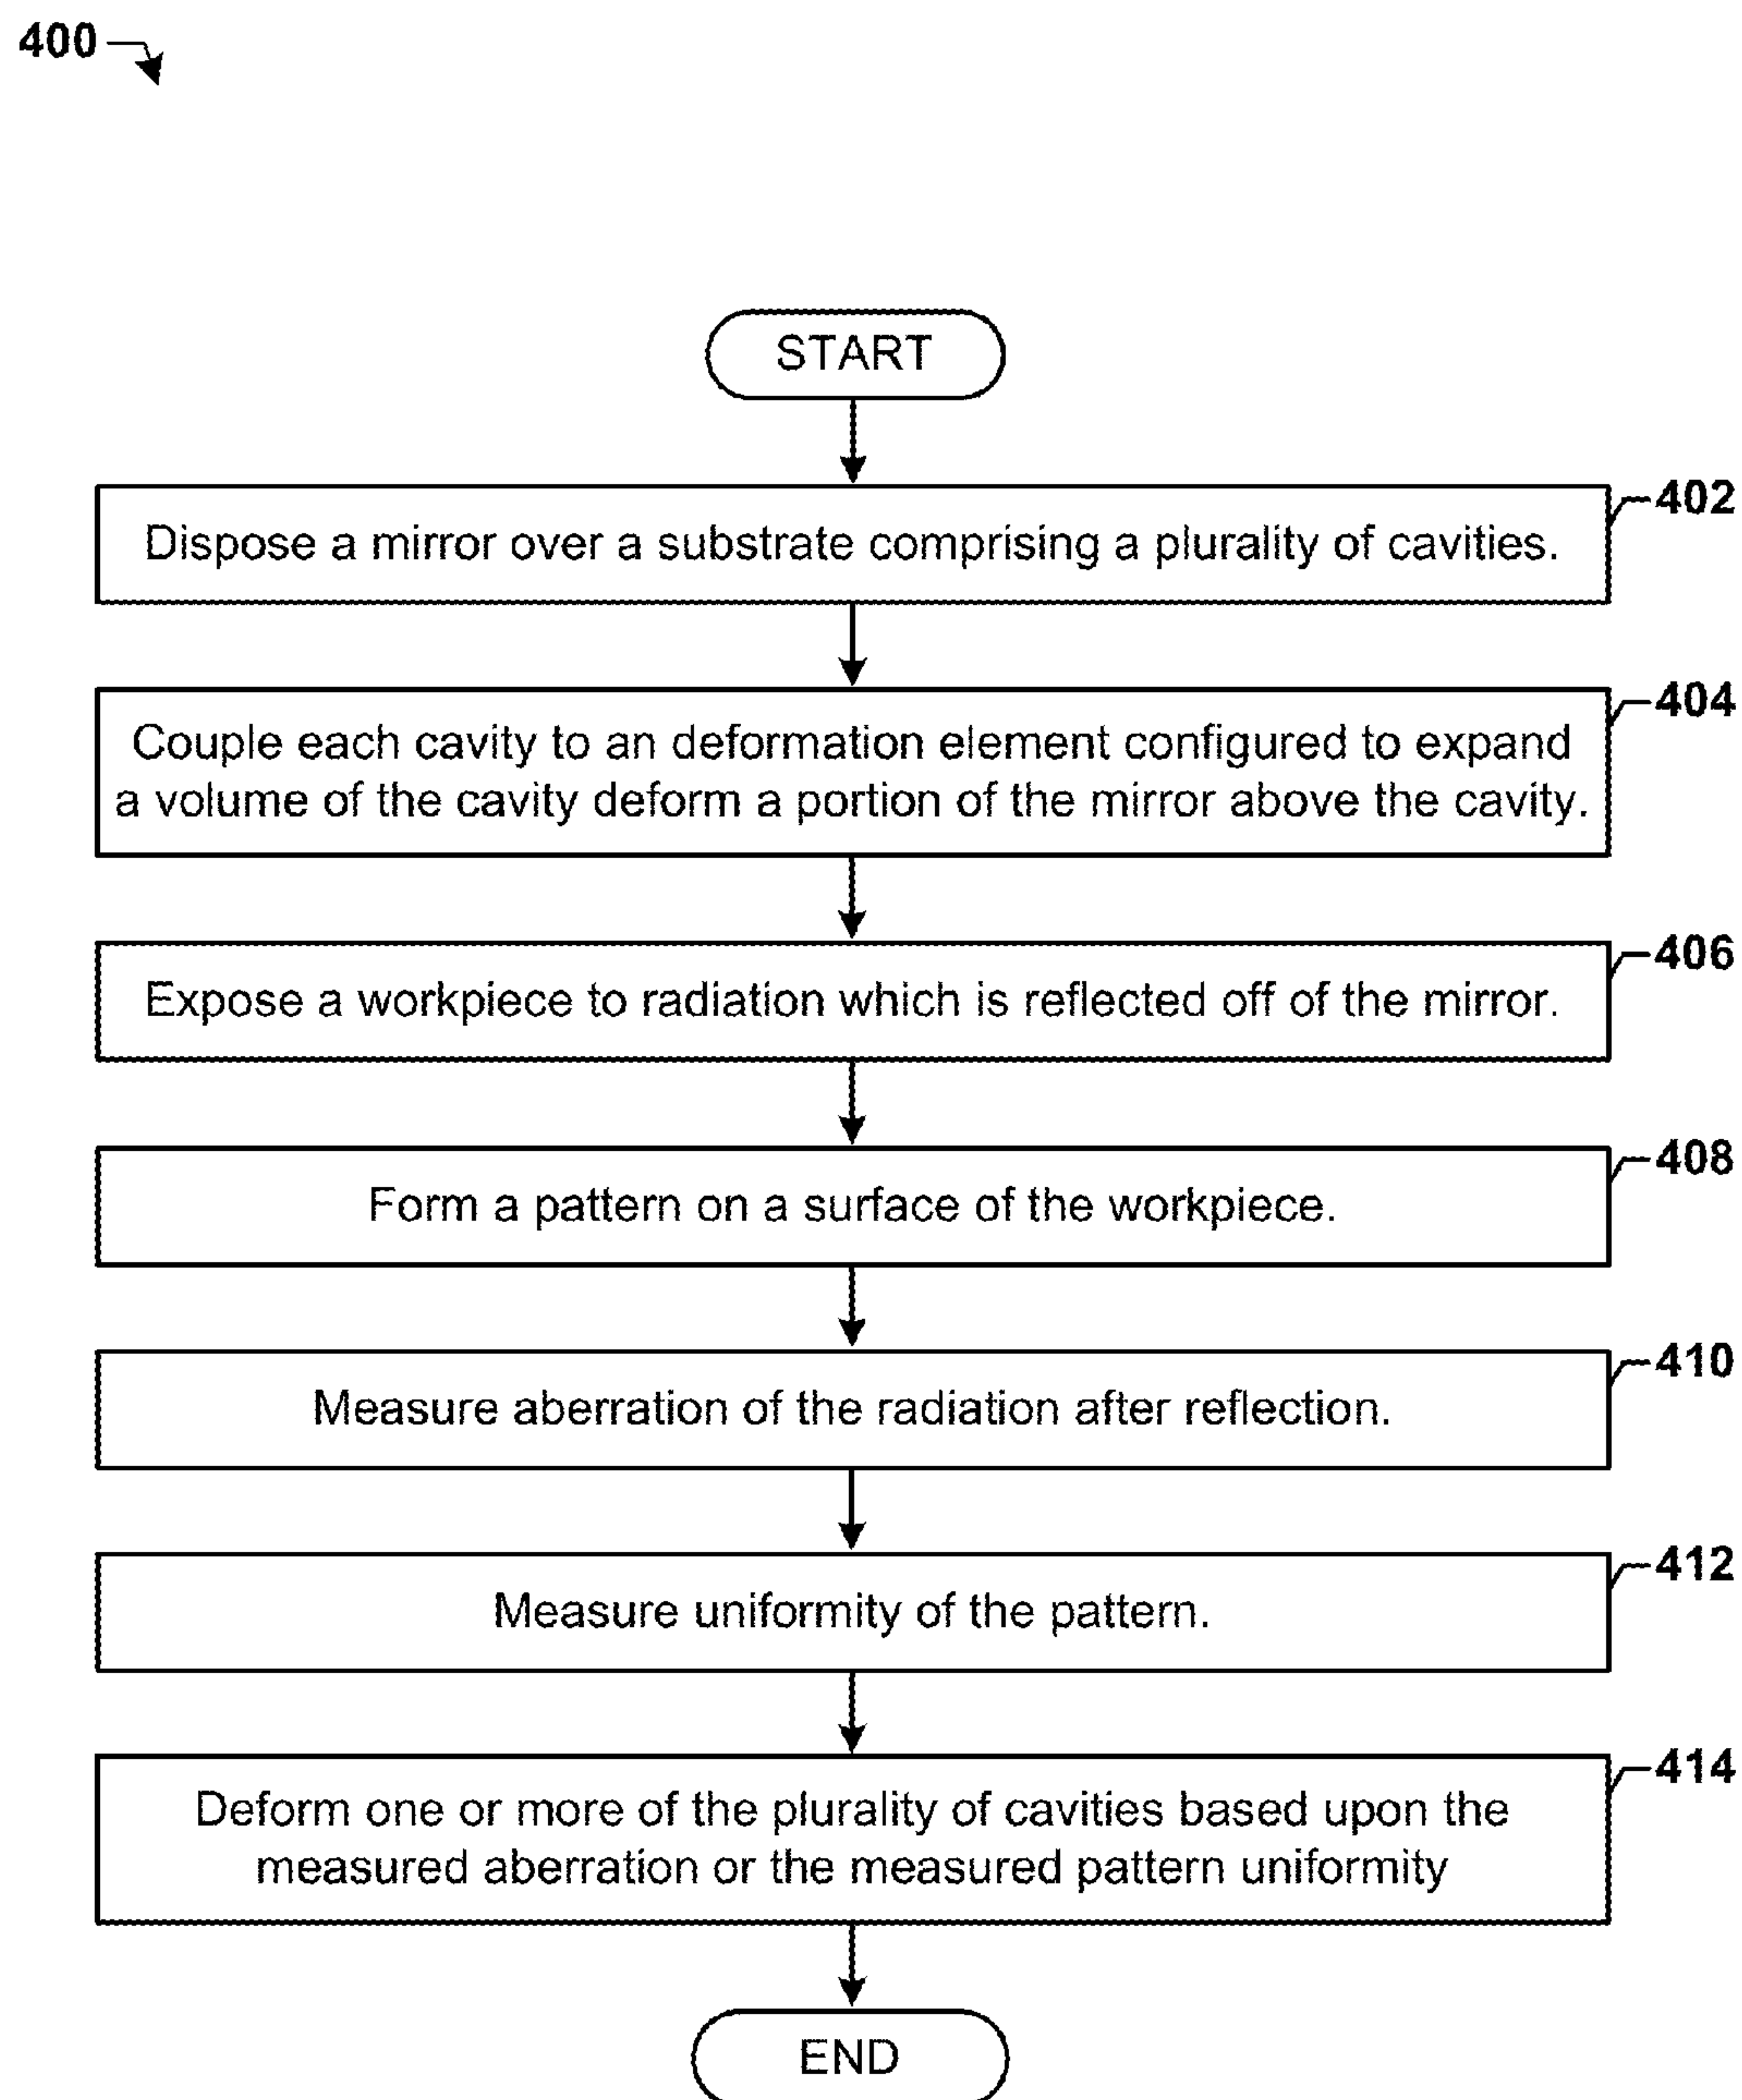 400
START
402
Dispose a mirror over a substrate comprising a plurality of cavities.
404
Couple each cavity to an deformation element configured to expand
a volume of the cavity deform a portion of the mirror above the cavity.
406
Expose a workpiece to radiation which is reflected off of the mirror.
408
Form a pattern on a surface of the workpiece.
410
Measure aberration of the radiation after reflection.
412
Measure uniformity of the pattern.
414
Deform one or more of the plurality of cavities based upon the
measured aberration or the measured pattern uniformity
END